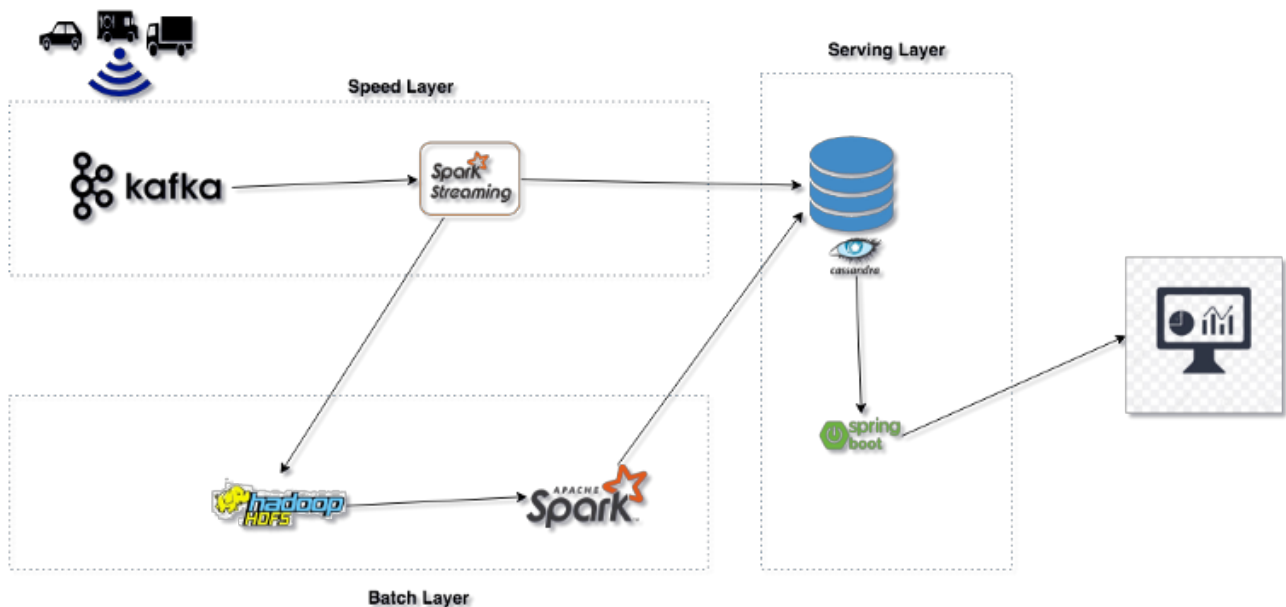 Serving Layer
Speed Layer
kafka
Spark
Streaming
cassandra
spring
boot
hadoop
HDFS
APACHE
Spark
Batch Layer